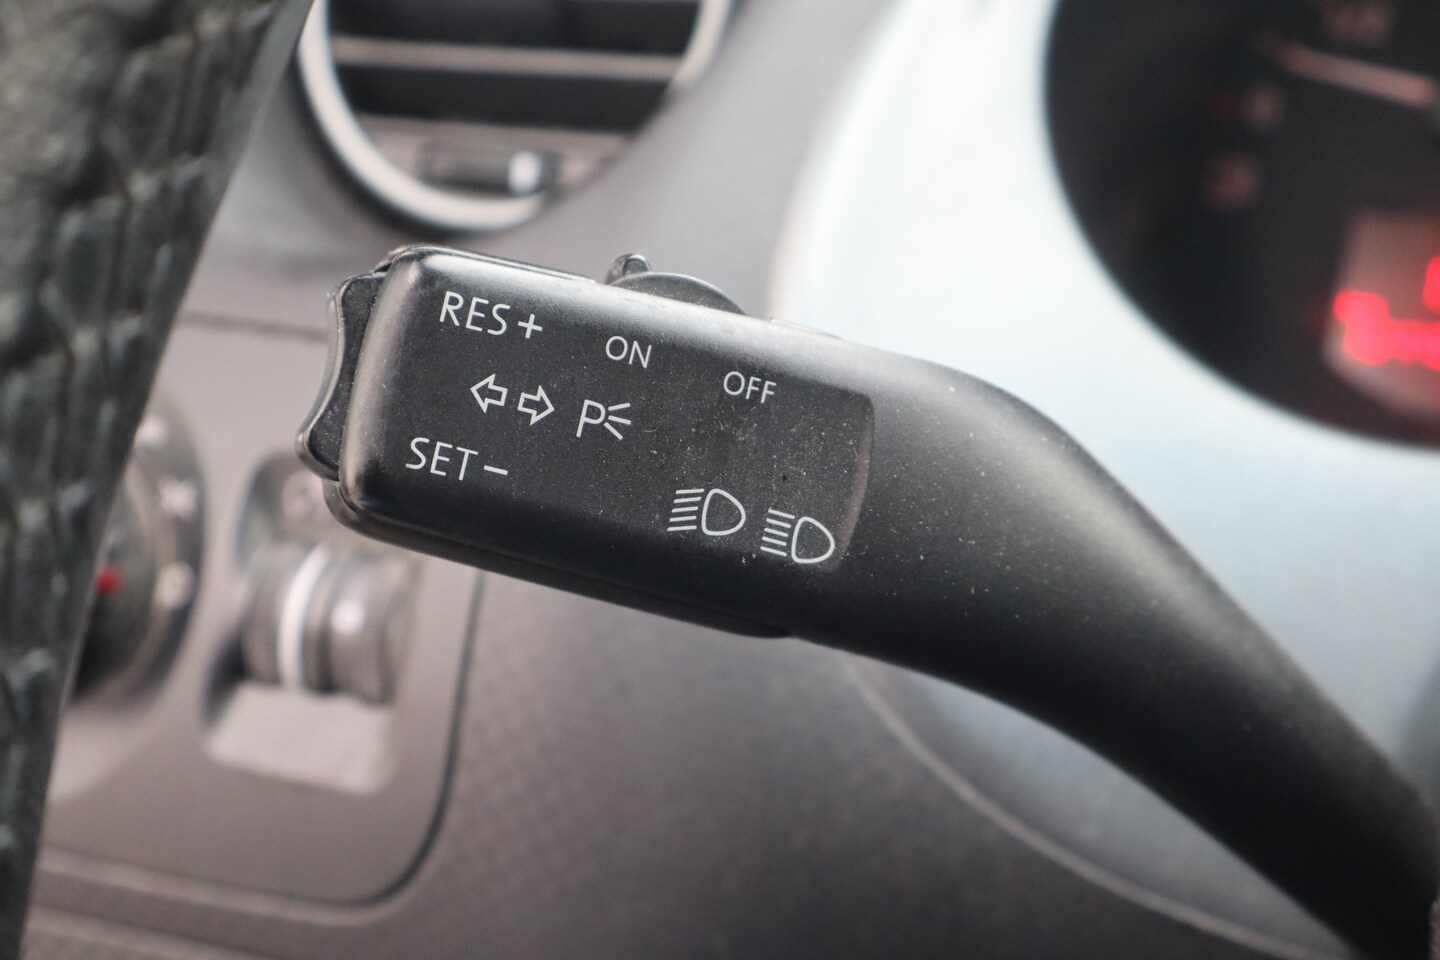 RES+
ON
OFF
P
SET-